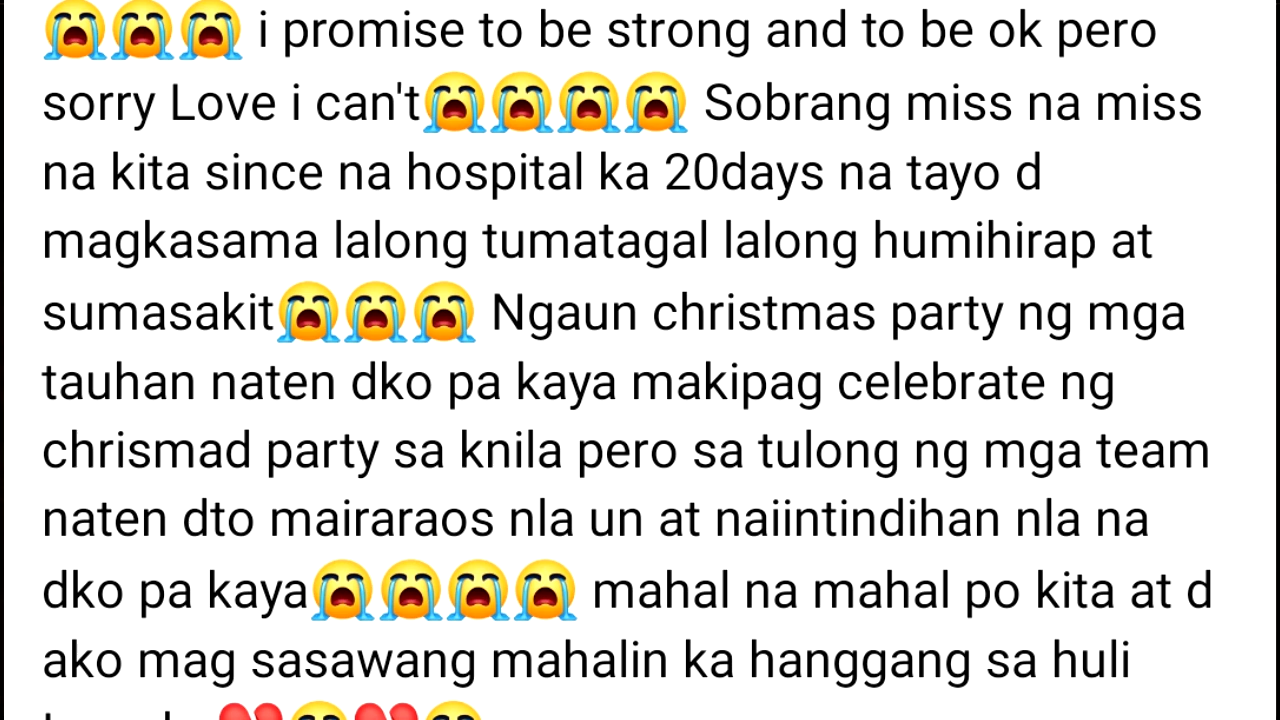 😭😭😭 i promise to be strong and to be ok pero
sorry Love i can't😭😭😭😭 Sobrang miss na miss
na kita since na hospital ka 20days na tayo d
magkasama lalong tumatagal lalong humihirap at
sumasakit😭😭😭 Ngaun christmas party ng mga
tauhan naten dko pa kaya makipag celebrate ng
chrismad party sa knila pero sa tulong ng mga team
naten dto mairaraos nla un at naiintindihan nla na
dko pa kaya😭😭😭😭 mahal na mahal po kita at d
ako mag sasawang mahalin ka hanggang sa huli